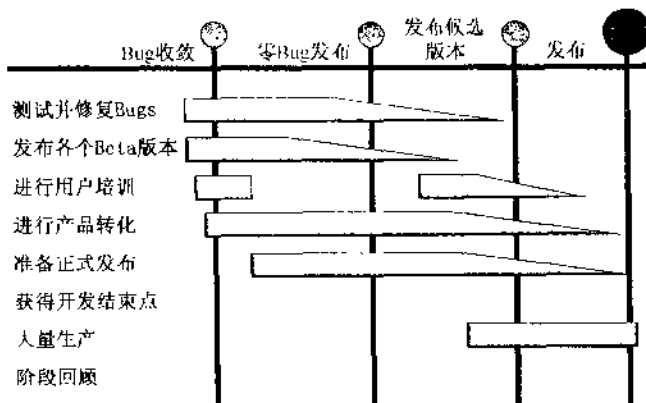 Bug收敛
零Bug发布
发布候选
版本
发布
测试并修复Bugs
发布各个Beta版本
进行用户培训
进行产品转化
准备正式发布
获得开发结束点
大量生产
阶段回顾